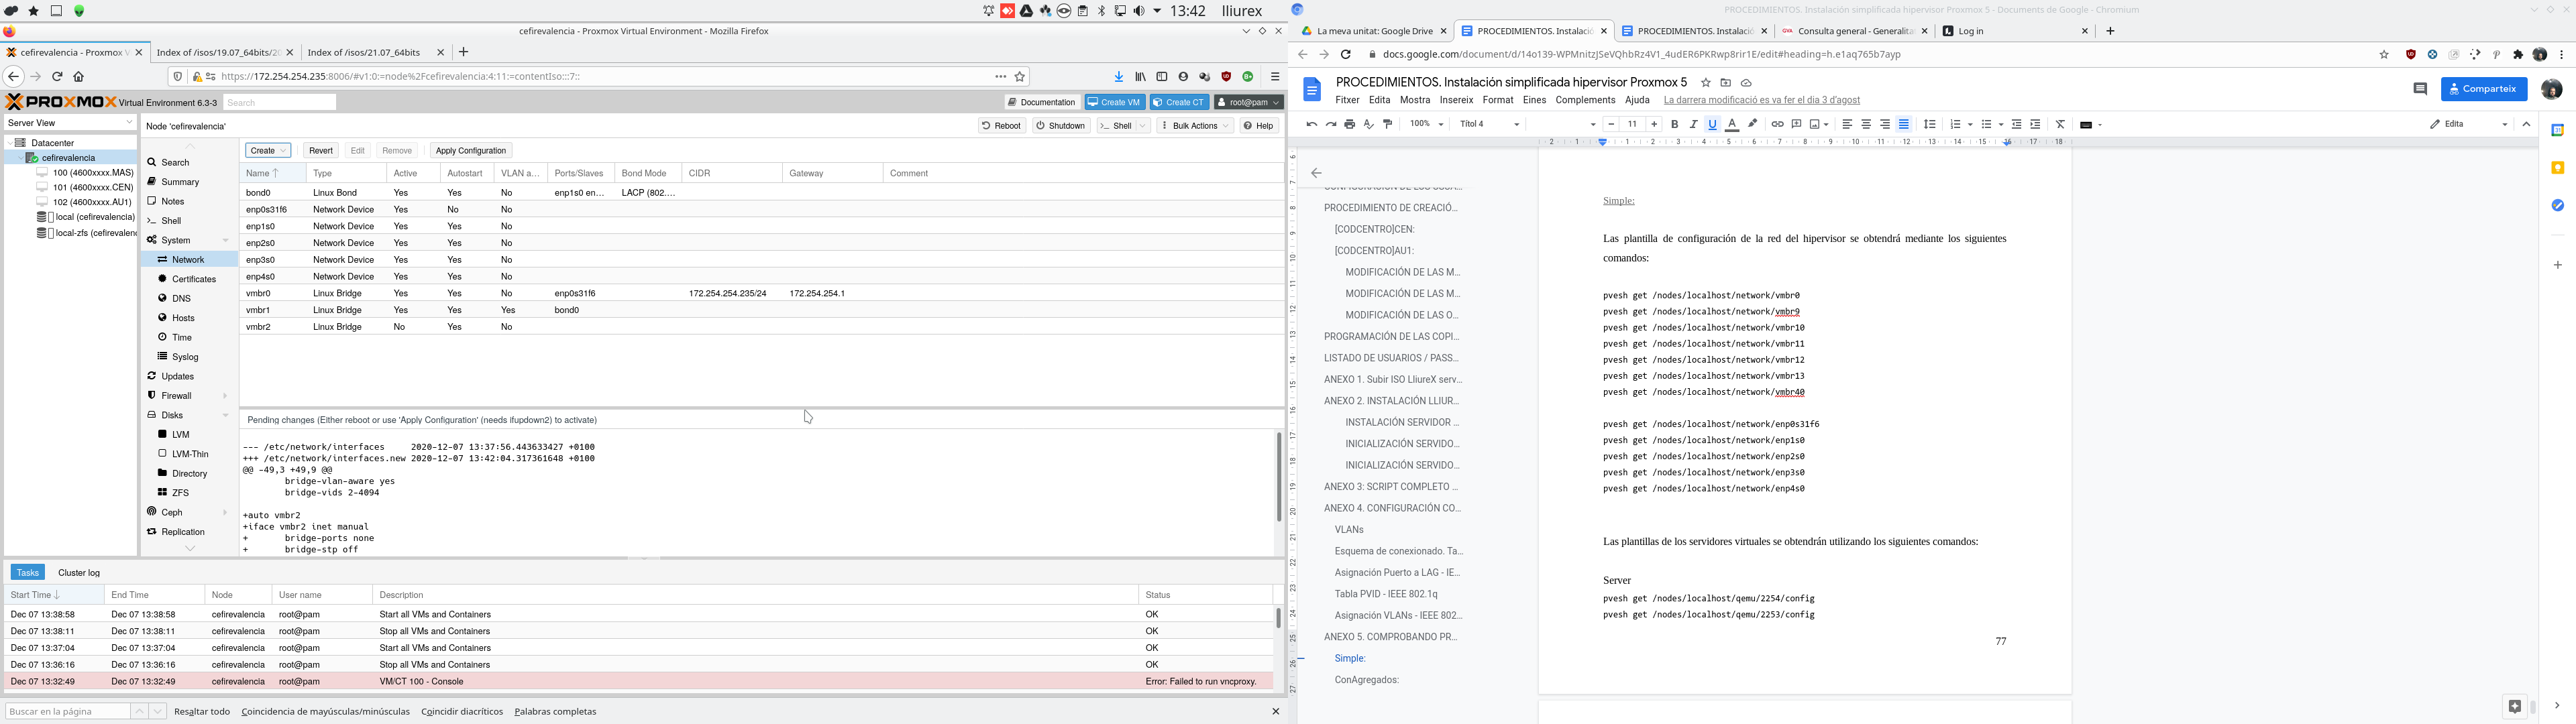 13:42 lliurex
cefirevalencia - Proxmox Virtual Environment - Mozilla Firefox
cefirevalencia - Proxmox V
Index of /isos/19.07_64bits/20
Index of /isos/21.07_64bits
https://172.254.254.235:8006/#v1:0:=node%2Fcefirevalencia:4:11:=contentIso:::7::
PROXMOX Virtual Environment 6.3-3 Search
Documentation Create VM Create CT root@pam
Server View
Node 'cefirevalencia'
Reboot Shutdown Shell Bulk Actions Help
Datacenter
cefirevalencia
100 (4600xxxx.MAS)
101 (4600xxxx.CEN)
102 (4600xxxx.AU1)
local (cefirevalencia)
local-zfs (cefirevalenc
Search
Summary
Notes
Shell
System
Network
Certificates
DNS
Hosts
Time
Syslog
Updates
Firewall
Disks
LVM
LVM-Thin
Directory
ZFS
Ceph
Replication
Create Revert Edit Remove Apply Configuration
Name Type Active Autostart VLAN a... Ports/Slaves Bond Mode CIDR Gateway Comment
bond0 Linux Bond Yes Yes No enp1s0 en... LACP (802....
enp0s31f6 Network Device Yes No No
enp1s0 Network Device Yes Yes No
enp2s0 Network Device Yes Yes No
enp3s0 Network Device Yes Yes No
enp4s0 Network Device Yes Yes No
vmbr0 Linux Bridge Yes Yes No enp0s31f6 172.254.254.235/24 172.254.254.1
vmbr1 Linux Bridge Yes Yes Yes bond0
vmbr2 Linux Bridge No Yes No
Pending changes (Either reboot or use 'Apply Configuration' (needs ifupdown2) to activate)
--- /etc/network/interfaces 2020-12-07 13:37:56.443633427 +0100
+++ /etc/network/interfaces.new 2020-12-07 13:42:04.317361648 +0100
@@ -49,3 +49,9 @@
bridge-vlan-aware yes
bridge-vids 2-4094
+auto vmbr2
+iface vmbr2 inet manual
+ bridge-ports none
+ bridge-stp off
Tasks Cluster log
Start Time End Time Node User name Description Status
Dec 07 13:38:58 Dec 07 13:38:58 cefirevalencia root@pam Start all VMs and Containers OK
Dec 07 13:38:11 Dec 07 13:38:11 cefirevalencia root@pam Stop all VMs and Containers OK
Dec 07 13:37:04 Dec 07 13:37:04 cefirevalencia root@pam Start all VMs and Containers OK
Dec 07 13:36:16 Dec 07 13:36:16 cefirevalencia root@pam Stop all VMs and Containers OK
Dec 07 13:32:49 Dec 07 13:32:49 cefirevalencia root@pam VM/CT 100 - Console Error: Failed to run vncproxy.
Buscar en la página Resaltar todo Coincidencia de mayúsculas/minúsculas Coincidir diacríticos Palabras completas
PROCEDIMIENTOS. Instalación simplificada hipervisor Proxmox 5 - Documents de Google - Chromium
La meva unitat: Google Drive
PROCEDIMIENTOS. Instalaci
PROCEDIMIENTOS. Instalaci
Consulta general - Generalita
Log in
docs.google.com/document/d/14o139-WPMnitzJSeVQhbRz4V1_4udER6PKRwp8rir1E/edit#heading=h.e1aq765b7ayp
PROCEDIMIENTOS. Instalación simplificada hipervisor Proxmox 5
Fitxer Edita Mostra Insereix Format Eines Complements Ajuda La darrera modificació es va fer el dia 3 d'agost
Comparteix
100% Títol 4 11 Edita
2 1 1 2 3 4 5 6 7 8 9 10 11 12 13 14 15 16 17 18
PROCEDIMIENTO DE CREACIÓ...
[CODCENTRO]CEN:
[CODCENTRO]AU1:
MODIFICACIÓN DE LAS M...
MODIFICACIÓN DE LAS M...
MODIFICACIÓN DE LAS O...
PROGRAMACIÓN DE LAS COPI...
LISTADO DE USUARIOS / PASS...
ANEXO 1. Subir ISO LliureX serv...
ANEXO 2. INSTALACIÓN LLIUR...
INSTALACIÓN SERVIDOR ...
INICIALIZACIÓN SERVIDO...
INICIALIZACIÓN SERVIDO...
ANEXO 3: SCRIPT COMPLETO ...
ANEXO 4. CONFIGURACIÓN CO...
VLANs
Esquema de conexionado. Ta...
Asignación Puerto a LAG - IE...
Tabla PVID - IEEE 802.1q
Asignación VLANs - IEEE 802...
ANEXO 5. COMPROBANDO PR...
Simple:
ConAgregados:
Simple:
Las plantilla de configuración de la red del hipervisor se obtendrá mediante los siguientes
comandos:
pvesh get /nodes/localhost/network/vmbr0
pvesh get /nodes/localhost/network/vmbr9
pvesh get /nodes/localhost/network/vmbr10
pvesh get /nodes/localhost/network/vmbr11
pvesh get /nodes/localhost/network/vmbr12
pvesh get /nodes/localhost/network/vmbr13
pvesh get /nodes/localhost/network/vmbr40
pvesh get /nodes/localhost/network/enp0s31f6
pvesh get /nodes/localhost/network/enp1s0
pvesh get /nodes/localhost/network/enp2s0
pvesh get /nodes/localhost/network/enp3s0
pvesh get /nodes/localhost/network/enp4s0
Las plantillas de los servidores virtuales se obtendrán utilizando los siguientes comandos:
Server
pvesh get /nodes/localhost/qemu/2254/config
pvesh get /nodes/localhost/qemu/2253/config
77